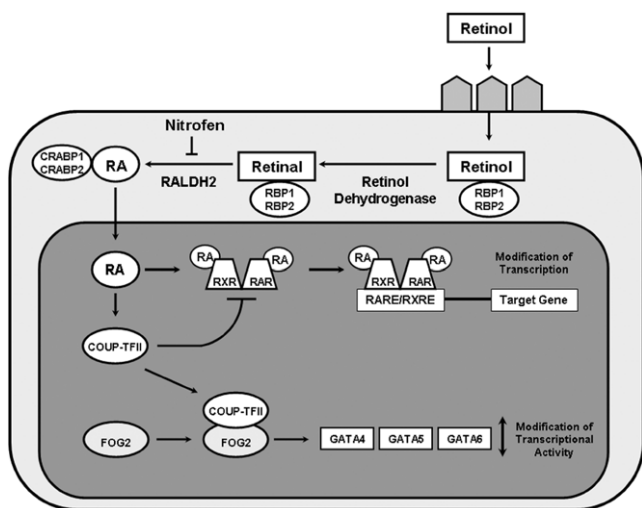 Retinol
Nitrofen
CRABP1
CRABP2
RA
RALDH2
Retinal
RBP1
RBP2
Retinol
Dehydrogenase
Retinol
RBP1
RBP2
RA
RA
RXR
RAR
RA
RA
RXR
RAR
RA
RARE/RXRE
Target Gene
Modification of
Transcription
COUP-TFII
COUP-TFII
FOG2
FOG2
GATA4
GATA5
GATA6
Modification of
Transcriptional
Activity